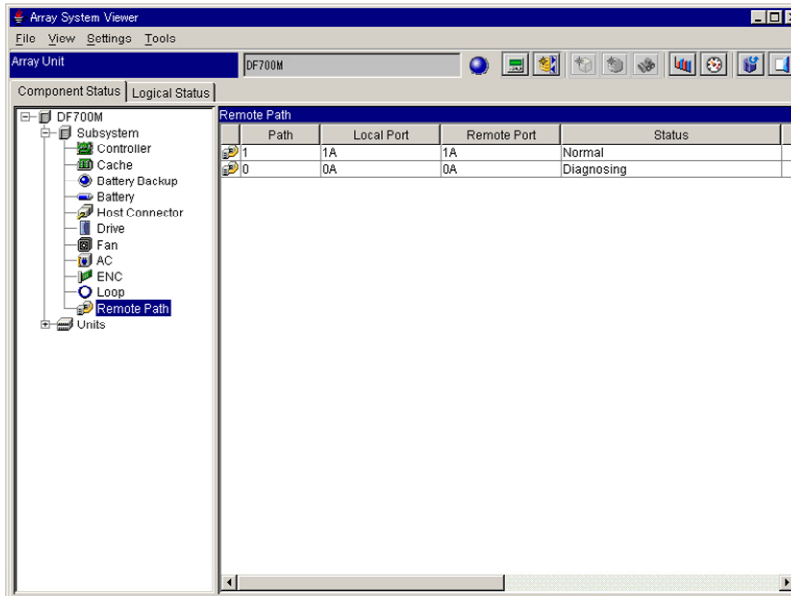 Array System Viewer
File View Settings Tools
Array Unit DF700M
Component Status Logical Status
DF700M
Subsystem
Controller
Cache
Battery Backup
Battery
Host Connector
Drive
Fan
AC
ENC
Loop
Remote Path
Units
Remote Path
Path Local Port Remote Port Status
1 1A 1A Normal
0 0A 0A Diagnosing